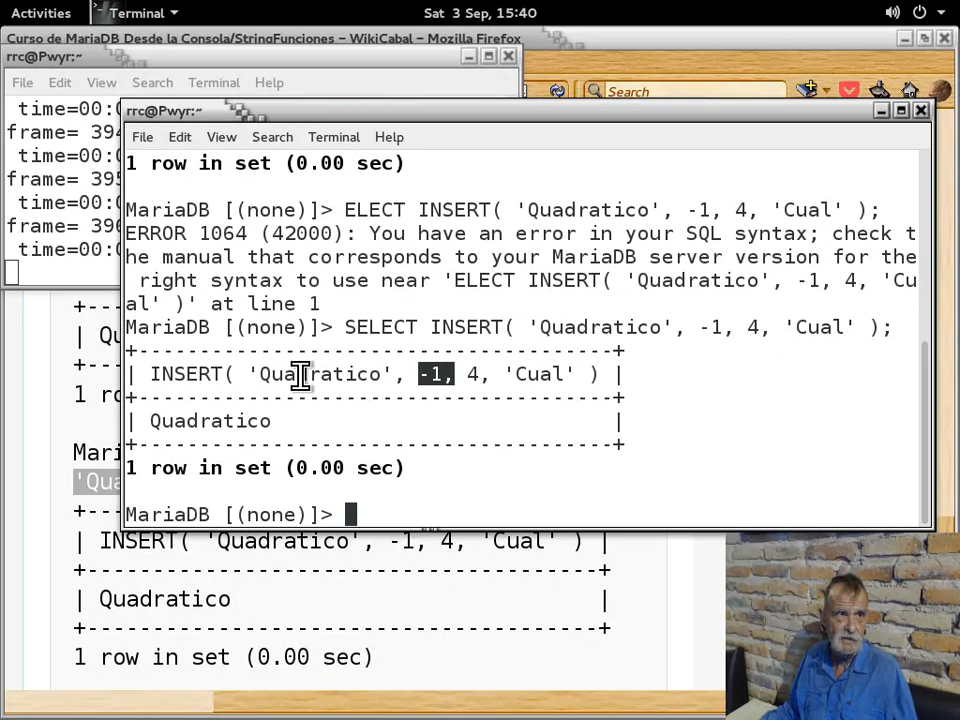 Activities
Terminal
Sat 3 Sep, 15:40
Curso de MariaDB Desde la Consola/StringFunciones – WikiCabal – Mozilla Firefox
rrc@Pwyr:~
File Edit View Search Terminal Help
time=00:0
frame= 394
time=00:0
frame= 395
time=00:0
frame= 396
time=00:0
Search
rrc@Pwyr:~
File Edit View Search Terminal Help
1 row in set (0.00 sec)
MariaDB [(none)]> ELECT INSERT( 'Quadratico', -1, 4, 'Cual' );
ERROR 1064 (42000): You have an error in your SQL syntax; check t
he manual that corresponds to your MariaDB server version for the
right syntax to use near 'ELECT INSERT( 'Quadratico', -1, 4, 'Cu
al' )' at line 1
MariaDB [(none)]> SELECT INSERT( 'Quadratico', -1, 4, 'Cual' );
+---------------------------------------+
| INSERT( 'Quadratico', -1, 4, 'Cual' ) |
+---------------------------------------+
| Quadratico |
+---------------------------------------+
1 row in set (0.00 sec)
MariaDB [(none)]>
+---
| Qu
+---
1 ro
Mari
'Qua
+---
| INSERT( 'Quadratico', -1, 4, 'Cual' ) |
+---------------------------------------+
| Quadratico |
+---------------------------------------+
1 row in set (0.00 sec)